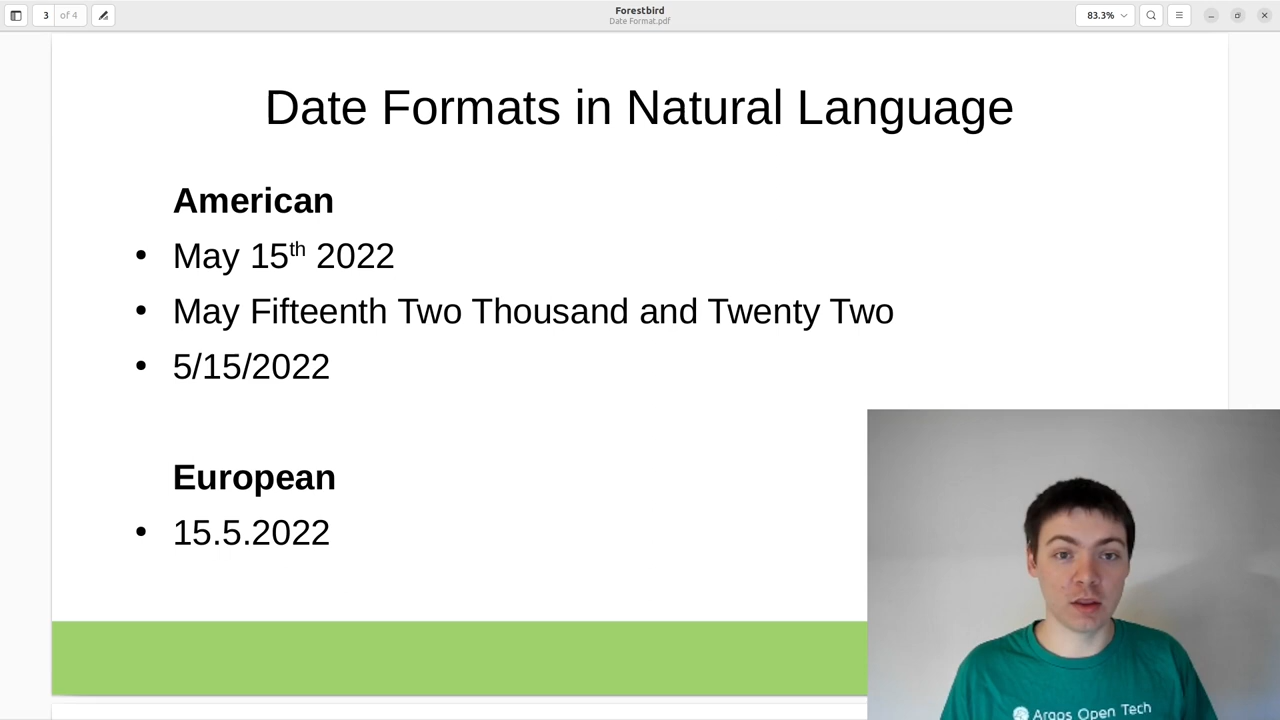 3 of 4
Forestbird
Date Format.pdf
83.3%
Date Formats in Natural Language
American
• May 15th 2022
• May Fifteenth Two Thousand and Twenty Two
• 5/15/2022
European
• 15.5.2022
Argos Open Tech